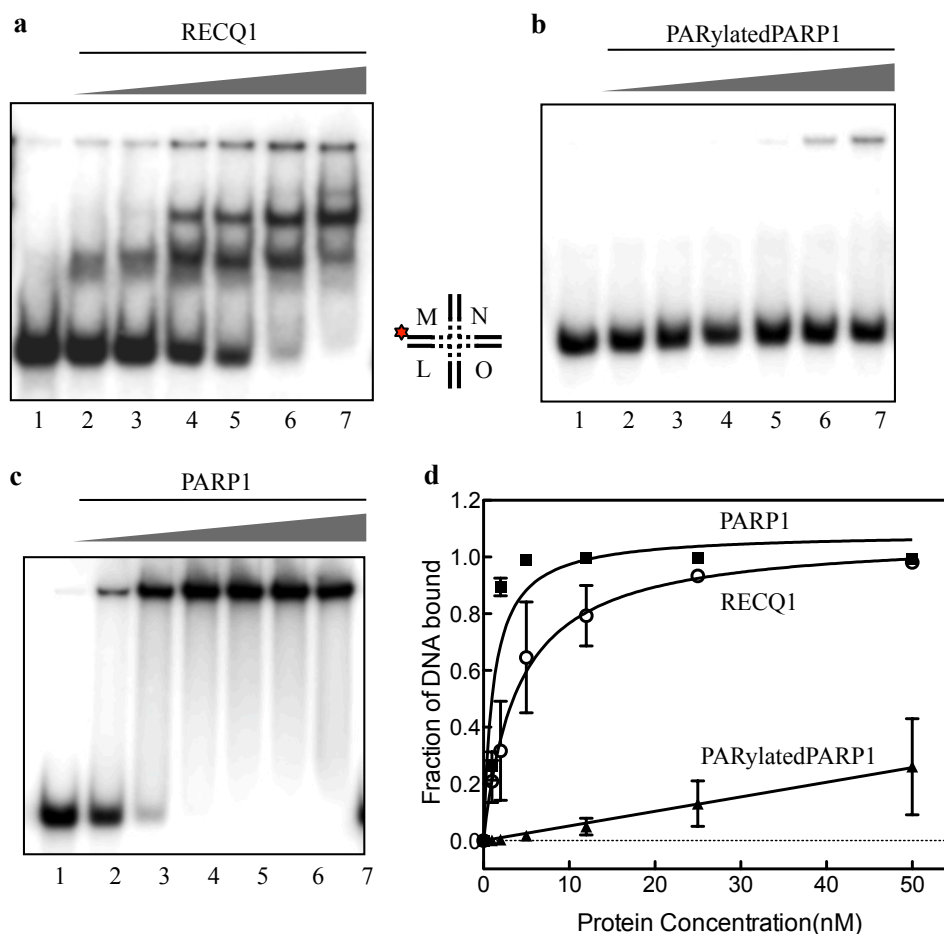 a
RECQ1
1 2 3 4 5 6 7
M N
L O
b
PARylatedPARP1
1 2 3 4 5 6 7
c
PARP1
1 2 3 4 5 6 7
d
1.2
1.0
0.8
0.6
0.4
0.2
0.0
Fraction of DNA bound
PARP1
RECQ1
PARylatedPARP1
0 10 20 30 40 50
Protein Concentration(nM)